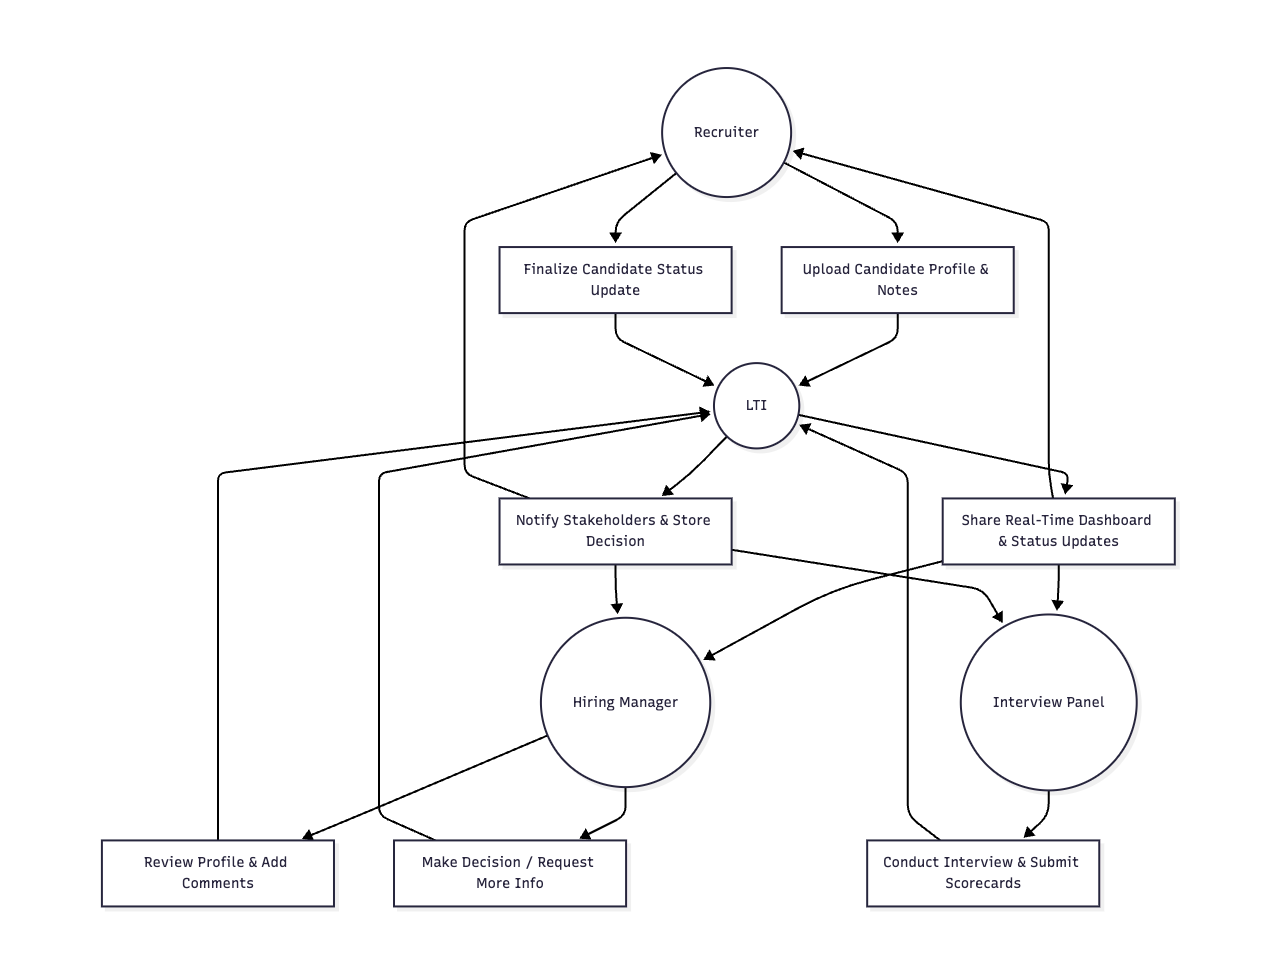 Recruiter
Finalize Candidate Status
Update
Upload Candidate Profile &
Notes
LTI
Notify Stakeholders & Store
Decision
Share Real-Time Dashboard
& Status Updates
Hiring Manager
Interview Panel
Review Profile & Add
Comments
Make Decision / Request
More Info
Conduct Interview & Submit
Scorecards